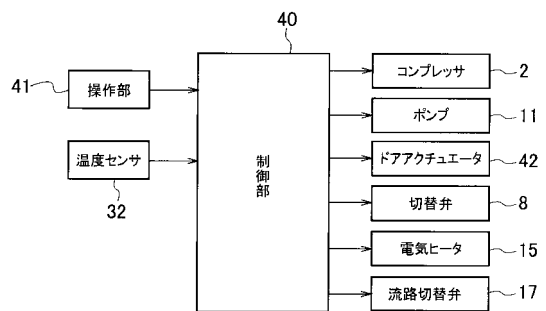 40
41
操作部
温度センサ
32
制御部
コンプレッサ
2
ポンプ
11
ドアアクチュエータ
42
切替弁
8
電気ヒータ
15
流路切替弁
17